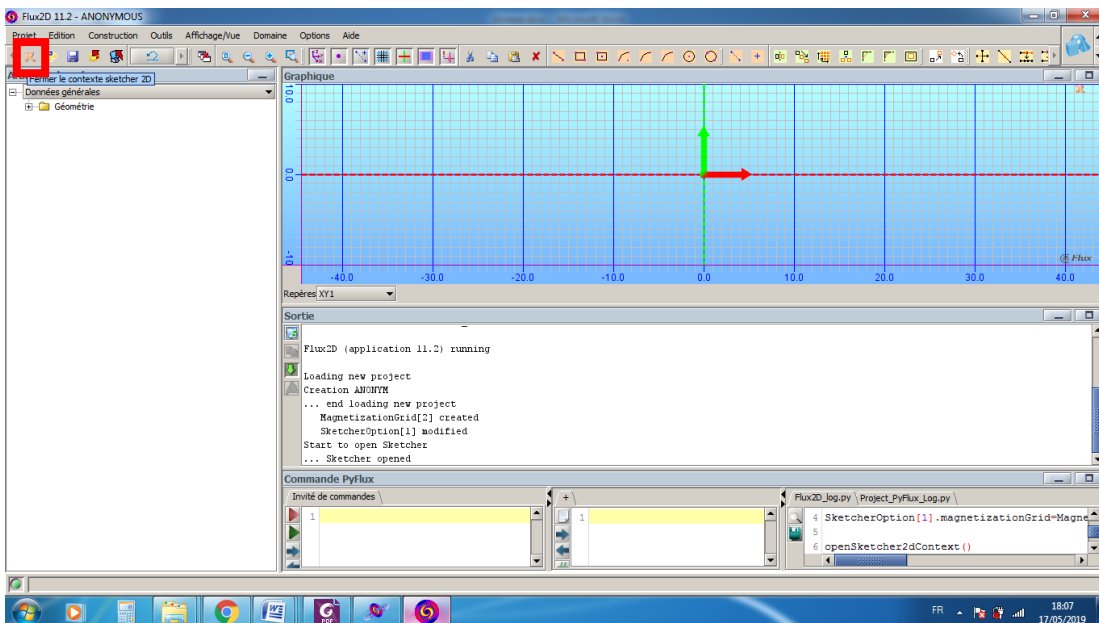 Flux2D 11.2 - ANONYMOUS
Projet Edition Construction Outils Affichage/Vue Domaine Options Aide
Fermer le contexte sketcher 2D
Données générales
Géométrie
Graphique
10.0
0.0
-10
-40.0 -30.0 -20.0 -10.0 0.0 10.0 20.0 30.0 40.0
Flux
Repères XY1
Sortie
Flux2D (application 11.2) running
Loading new project
Creation ANONYM
... end loading new project
MagnetizationGrid[2] created
SketcherOption[1] modified
Start to open Sketcher
... Sketcher opened
Commande PyFlux
Invité de commandes
+
Flux2D_log.py Project_PyFlux_Log.py
1
1
4 SketcherOption[1].magnetizationGrid=Magne
5
6 openSketcher2dContext()
FR
18:07
17/05/2019